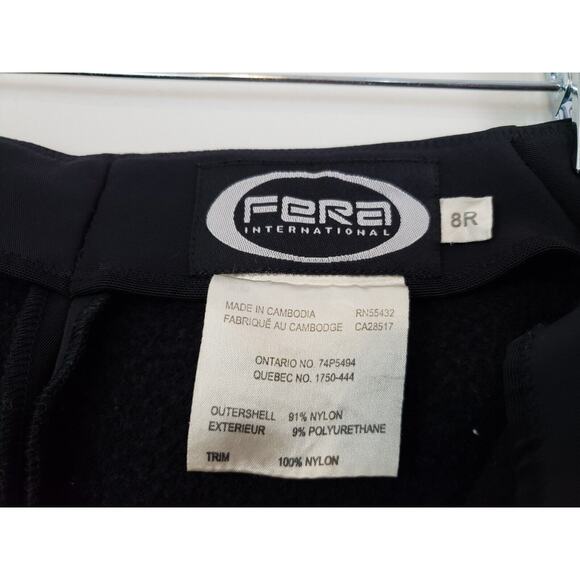 FERA
INTERNATIONAL
8R
MADE IN CAMBODIA RN55432
FABRIQUÉ AU CAMBODGE CA28517
ONTARIO NO. 74P5494
QUEBEC NO. 1750-444
OUTERSHELL 91% NYLON
EXTERIEUR 9% POLYURETHANE
TRIM 100% NYLON